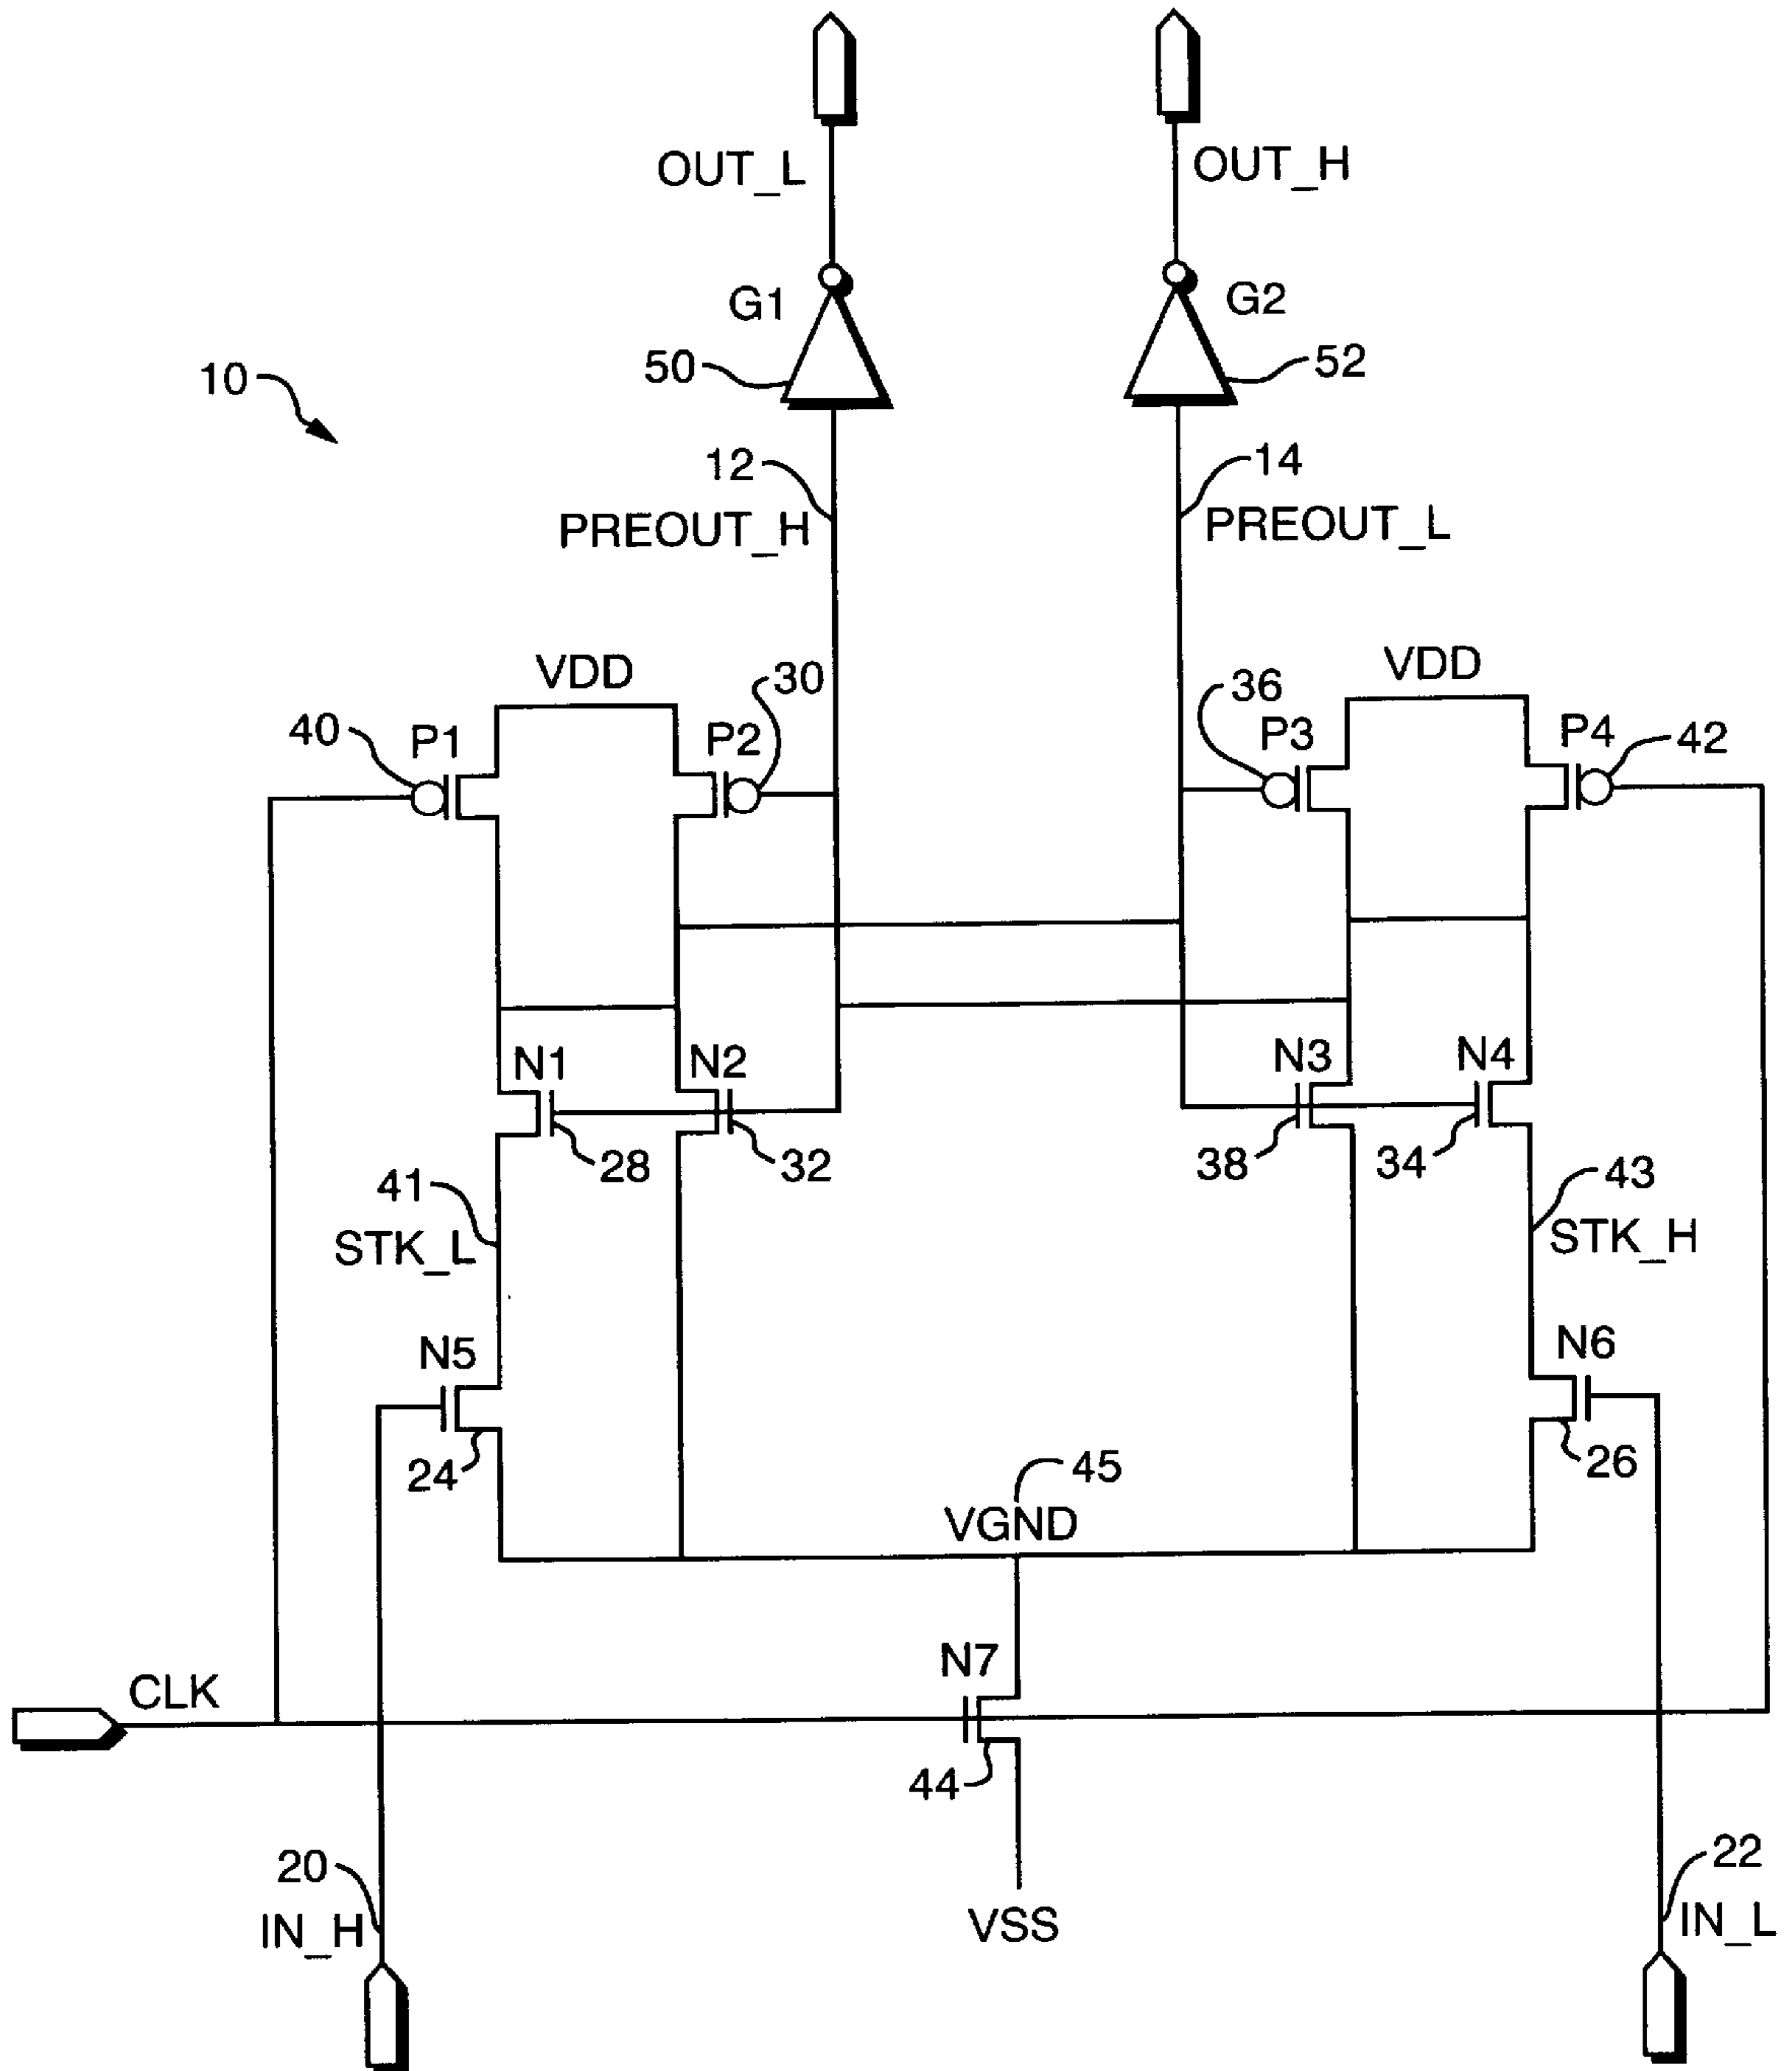 OUT_L OUT_H
G1 G2
50 52
10
12 14
PREOUT_H PREOUT_L
VDD VDD
30 36
40 P1 P2 P3 P4 42
N1 N2 N3 N4
28 32 38 34
41 43
STK_L STK_H
N5 N6
24 26
45
VGND
N7
CLK
44
20 22
IN_H VSS IN_L